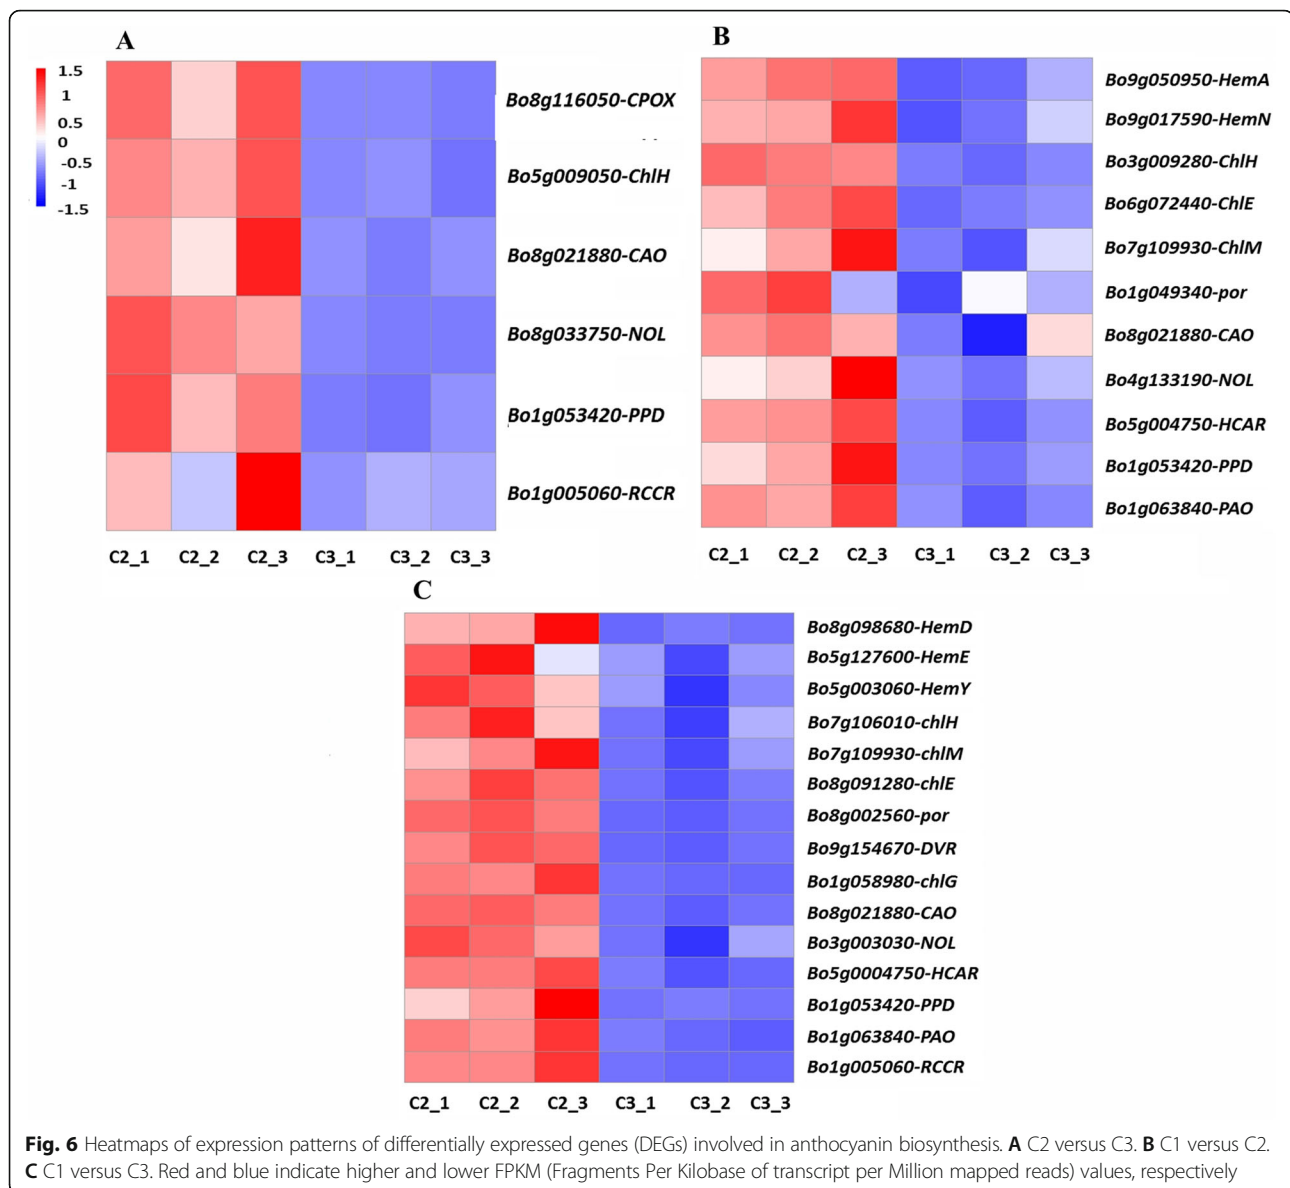 A
1.5
1
0.5
0
-0.5
-1
-1.5
Bo8g116050-CPOX
Bo5g009050-ChlH
Bo8g021880-CAO
Bo8g033750-NOL
Bo1g053420-PPD
Bo1g005060-RCCR
C2_1 C2_2 C2_3 C3_1 C3_2 C3_3
B
Bo9g050950-HemA
Bo9g017590-HemN
Bo3g009280-ChlH
Bo6g072440-ChlE
Bo7g109930-ChlM
Bo1g049340-por
Bo8g021880-CAO
Bo4g133190-NOL
Bo5g004750-HCAR
Bo1g053420-PPD
Bo1g063840-PAO
C2_1 C2_2 C2_3 C3_1 C3_2 C3_3
C
Bo8g098680-HemD
Bo5g127600-HemE
Bo5g003060-HemY
Bo7g106010-chlH
Bo7g109930-chlM
Bo8g091280-chlE
Bo8g002560-por
Bo9g154670-DVR
Bo1g058980-chlG
Bo8g021880-CAO
Bo3g003030-NOL
Bo5g0004750-HCAR
Bo1g053420-PPD
Bo1g063840-PAO
Bo1g005060-RCCR
C2_1 C2_2 C2_3 C3_1 C3_2 C3_3
Fig. 6 Heatmaps of expression patterns of differentially expressed genes (DEGs) involved in anthocyanin biosynthesis. A C2 versus C3. B C1 versus C2.
C C1 versus C3. Red and blue indicate higher and lower FPKM (Fragments Per Kilobase of transcript per Million mapped reads) values, respectively